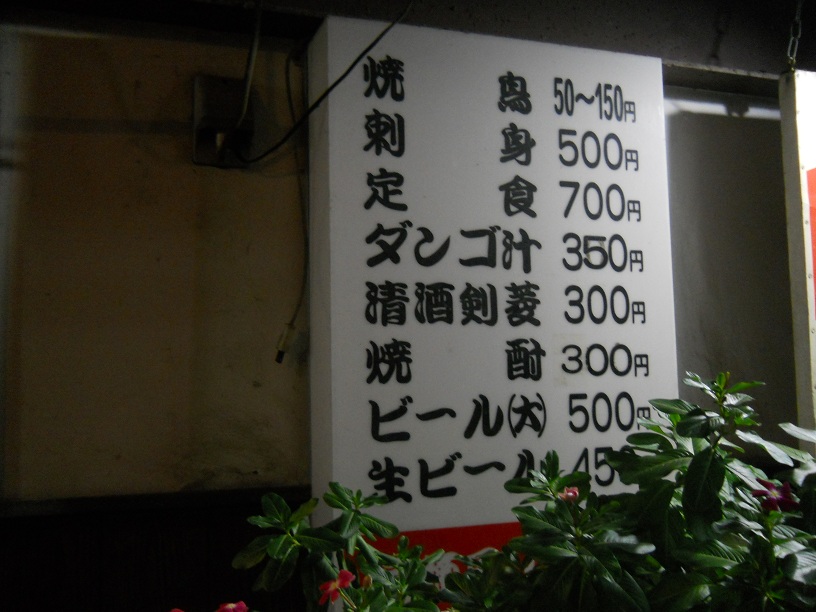 焼鳥 50〜150円
刺身 500円
定食 700円
ダンゴ汁 350円
清酒剣菱 300円
焼酎 300円
ビール(大) 500円
生ビール 45